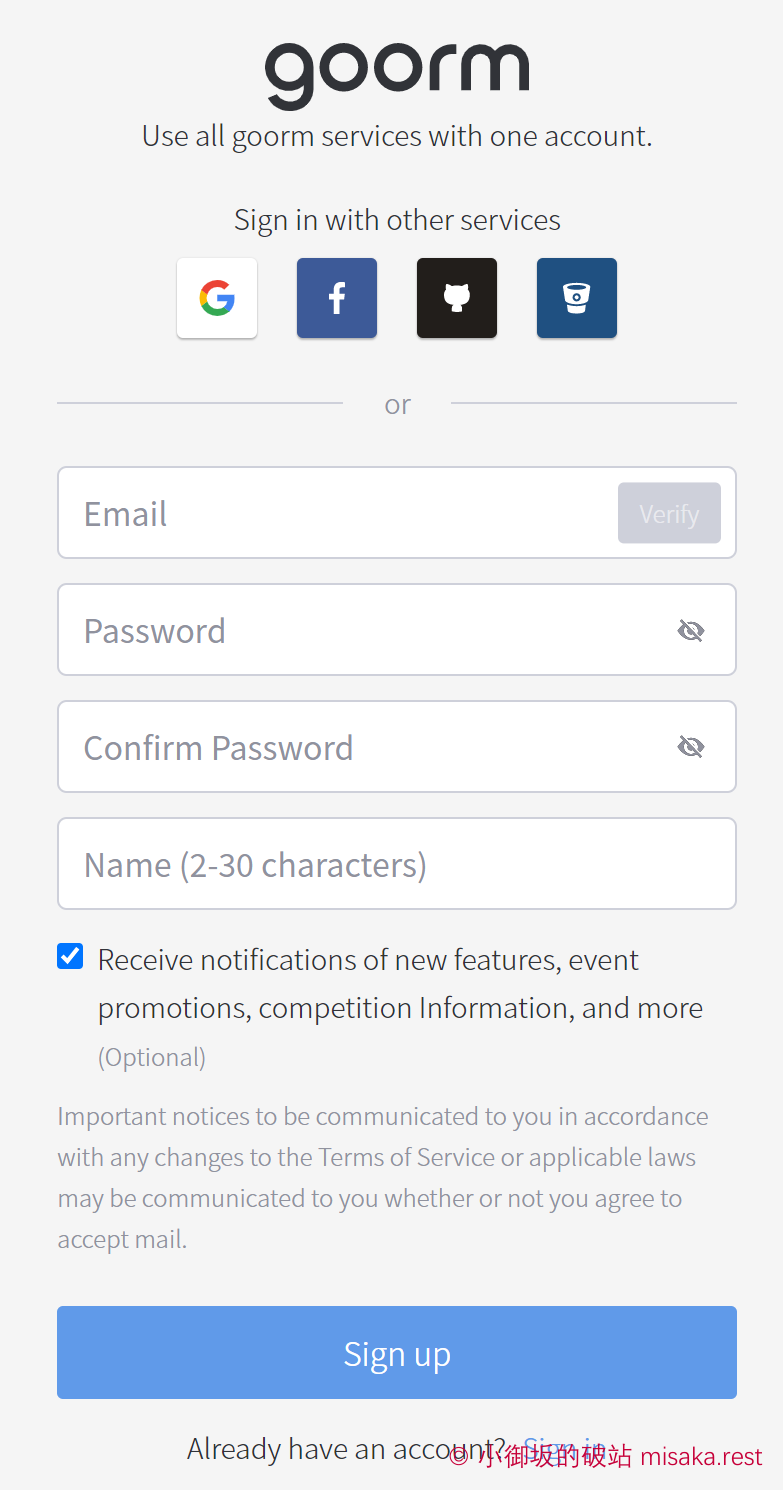 goorm
Use all goorm services with one account.
Sign in with other services
or
Email
Verify
Password
Confirm Password
Name (2-30 characters)
Receive notifications of new features, event
promotions, competition Information, and more
(Optional)
Important notices to be communicated to you in accordance
with any changes to the Terms of Service or applicable laws
may be communicated to you whether or not you agree to
accept mail.
Sign up
Already have an account? Sign in
© 小御坂的破站 misaka.rest